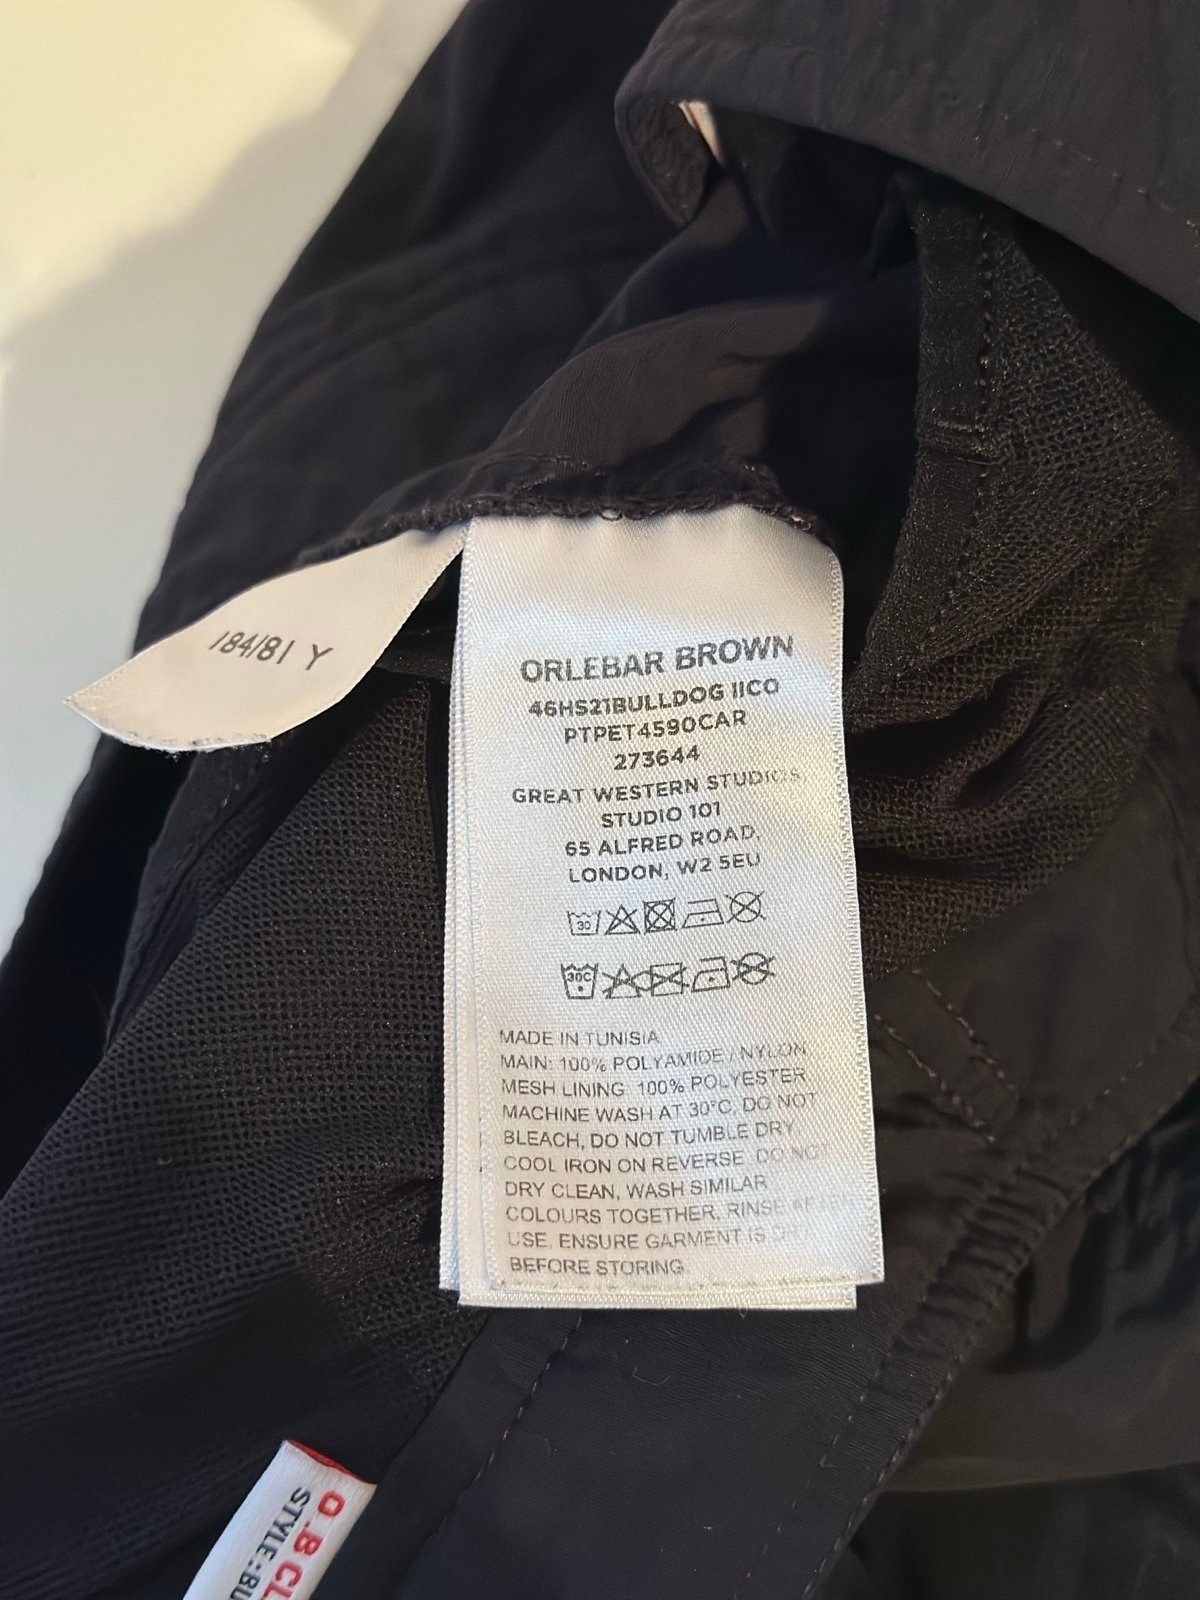 184/81 Y
ORLEBAR BROWN
46HS21BULLDOG IICO
PTPET4590CAR
273644
GREAT WESTERN STUDIOS
STUDIO 101
65 ALFRED ROAD,
LONDON, W2 5EU
30
30C
MADE IN TUNISIA
MAIN: 100% POLYAMIDE / NYLON
MESH LINING 100% POLYESTER
MACHINE WASH AT 30°C, DO NOT
BLEACH, DO NOT TUMBLE DRY
COOL IRON ON REVERSE DO NOT
DRY CLEAN, WASH SIMILAR
COLOURS TOGETHER, RINSE AFTER
USE. ENSURE GARMENT IS DRY
BEFORE STORING
O.B CL
STYLE: BU